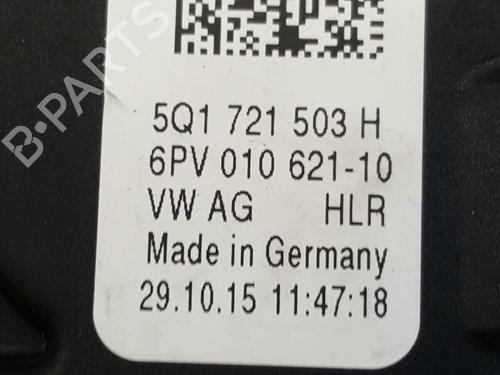 B-PARTS
5Q1 721 503 H
6PV 010 621-10
VW AG HLR
Made in Germany
29.10.15 11:47:18